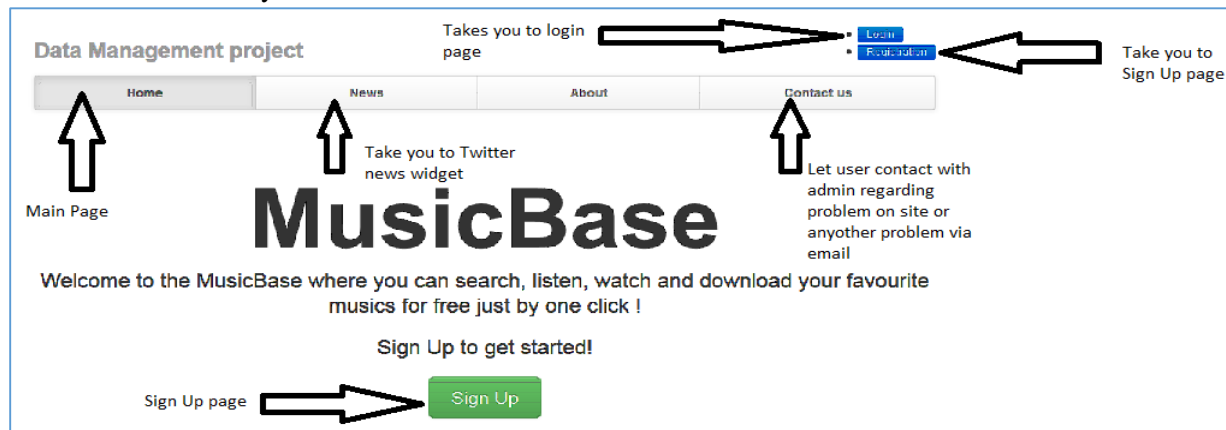 Takes you to login
page
Login
Registration
Take you to
Sign Up page
Data Management project
Home News About Contact us
Take you to Twitter
news widget
Let user contact with
admin regarding
problem on site or
anyother problem via
email
Main Page
MusicBase
Welcome to the MusicBase where you can search, listen, watch and download your favourite
musics for free just by one click !
Sign Up to get started!
Sign Up page
Sign Up